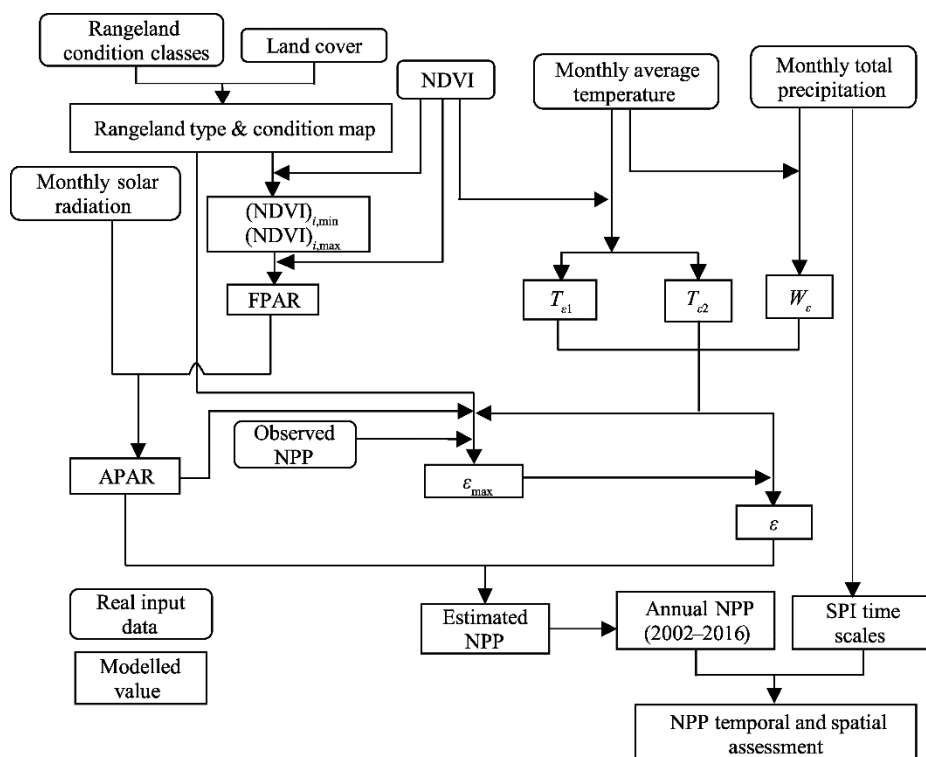 Rangeland
condition classes
Land cover
NDVI
Monthly average
temperature
Monthly total
precipitation
Rangeland type & condition map
Monthly solar
radiation
(NDVI)i,min
(NDVI)i,max
FPAR
Tε1
Tε2
Wε
Observed
NPP
APAR
εmax
ε
Real input
data
Modelled
value
Estimated
NPP
Annual NPP
(2002–2016)
SPI time
scales
NPP temporal and spatial
assessment